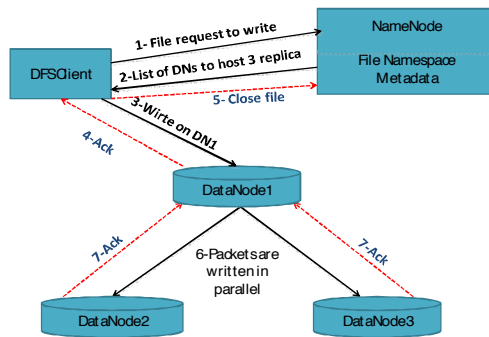 1- File request to write
NameNode
2-List of DNs to host 3 replica
File Namespace
Metadata
DFSClient
5- Close file
3-Wirte on DN1
4-Ack
DataNode1
7-Ack
6-Packets are
written in
parallel
7-Ack
DataNode2
DataNode3